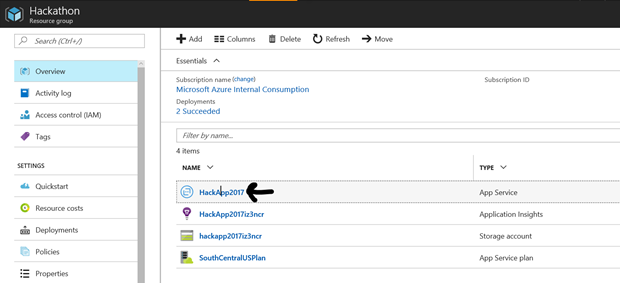 Hackathon
Resource group
Search (Ctrl+/)
Overview
Activity log
Access control (IAM)
Tags
SETTINGS
Quickstart
Resource costs
Deployments
Policies
Properties
Add Columns Delete Refresh Move
Essentials
Subscription name (change) Subscription ID
Microsoft Azure Internal Consumption
Deployments
2 Succeeded
Filter by name...
4 items
NAME TYPE
HackApp2017 App Service
HackApp2017iz3ncr Application Insights
hackapp2017iz3ncr Storage account
SouthCentralUSPlan App Service plan